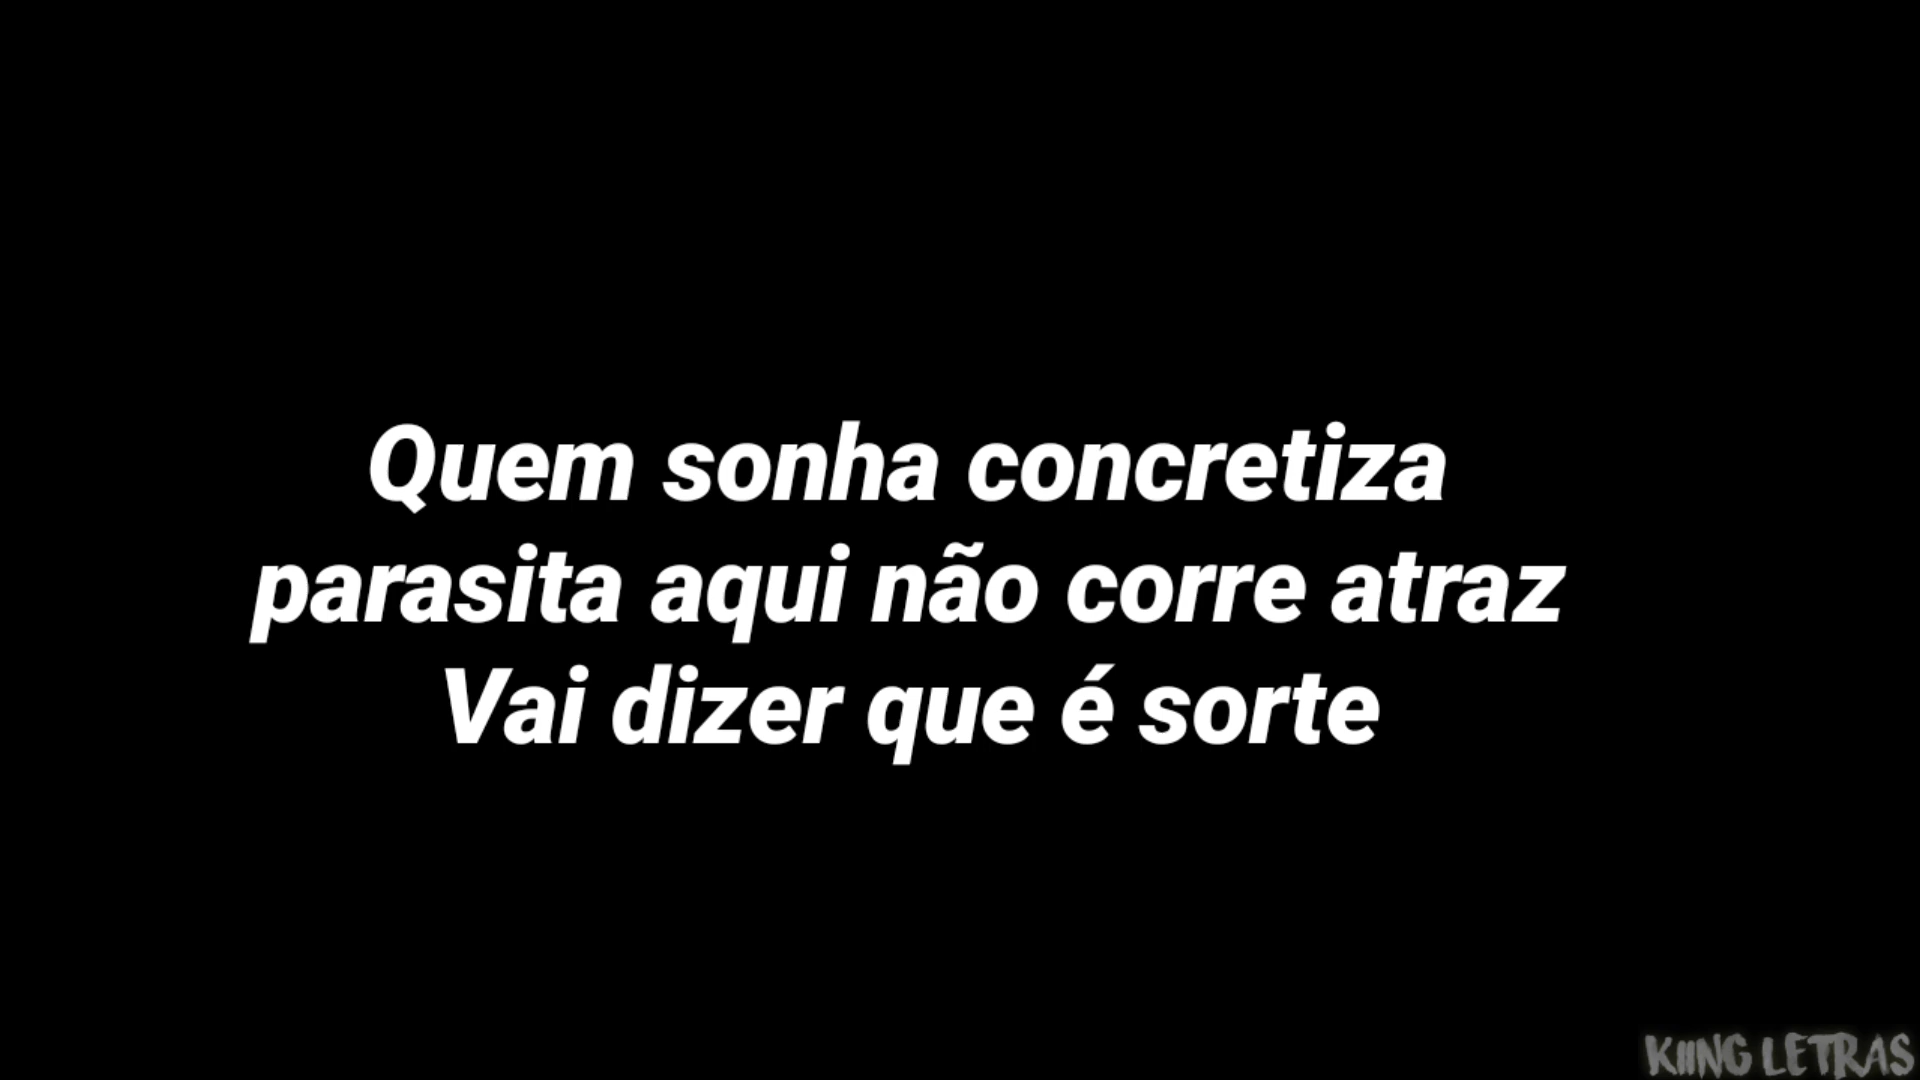 Quem sonha concretiza
parasita aqui não corre atraz
Vai dizer que é sorte
KIING LETRAS